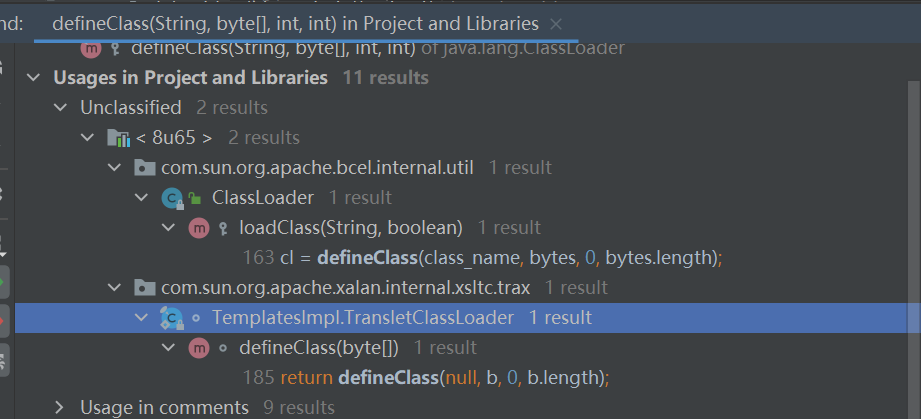 nd: defineClass(String, byte[], int, int) in Project and Libraries
defineClass(String, byte[], int, int) of java.lang.ClassLoader
Usages in Project and Libraries 11 results
Unclassified 2 results
< 8u65 > 2 results
com.sun.org.apache.bcel.internal.util 1 result
ClassLoader 1 result
loadClass(String, boolean) 1 result
163 cl = defineClass(class_name, bytes, 0, bytes.length);
com.sun.org.apache.xalan.internal.xsltc.trax 1 result
TemplatesImpl.TransletClassLoader 1 result
defineClass(byte[]) 1 result
185 return defineClass(null, b, 0, b.length);
Usage in comments 9 results